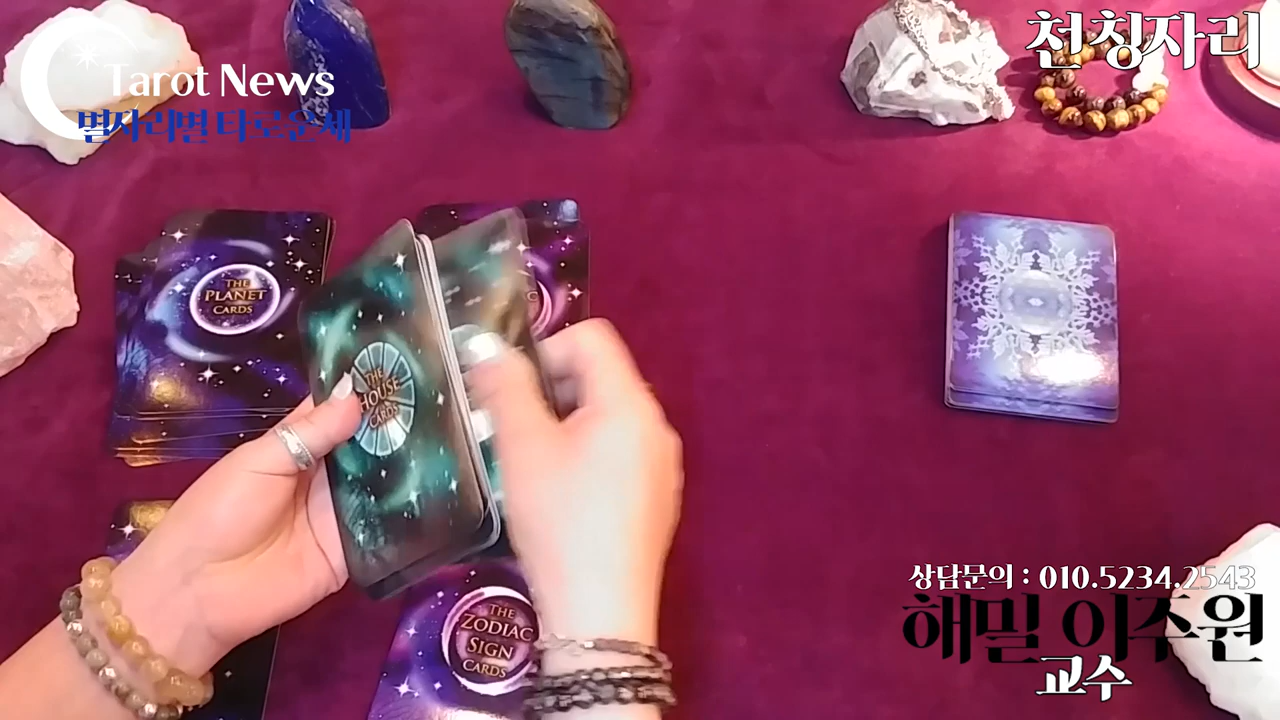 Tarot News
별자리별 타로운세
천칭자리
THE
PLANET
CARDS
THE
HOUSE
CARDS
THE
ZODIAC
SIGN
CARDS
상담문의 : 010.5234.2543
해밀 이주원
교수